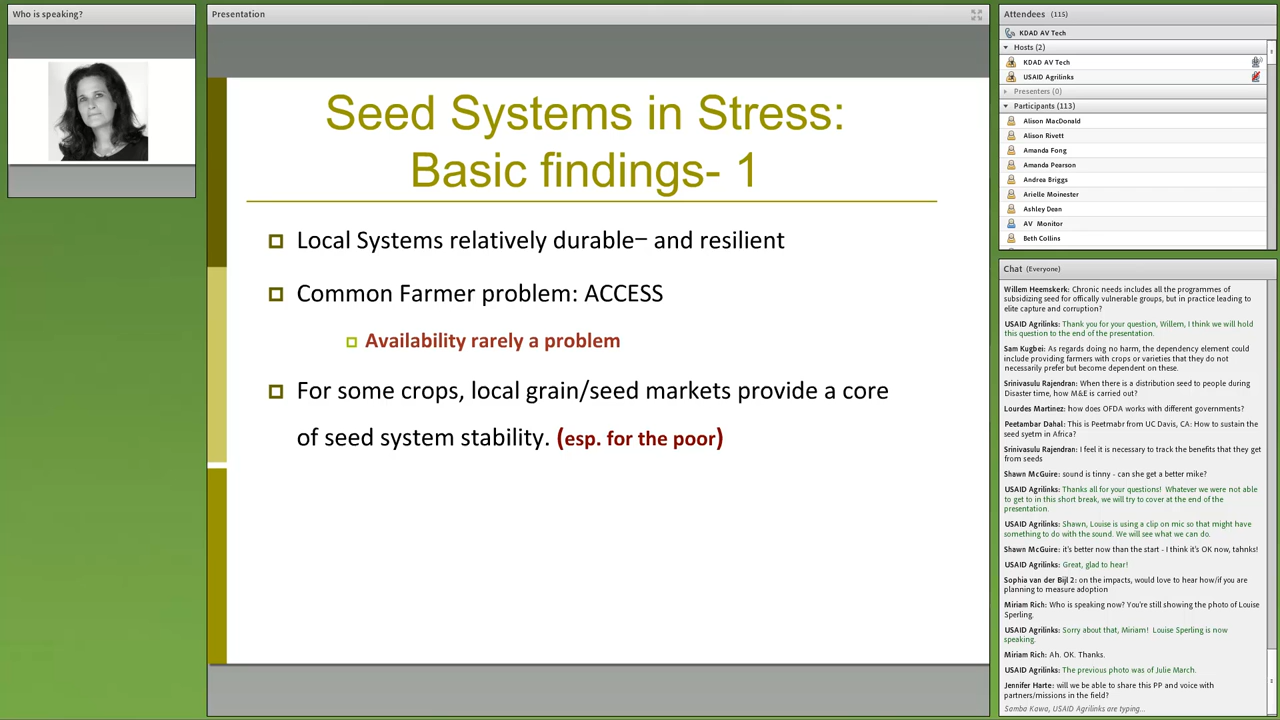 Who is speaking?
Presentation
Seed Systems in Stress:
Basic findings- 1
Local Systems relatively durable– and resilient
Common Farmer problem: ACCESS
Availability rarely a problem
For some crops, local grain/seed markets provide a core
of seed system stability. (esp. for the poor)
Attendees (115)
KDAD AV Tech
Hosts (2)
KDAD AV Tech
USAID Agrilinks
Presenters (0)
Participants (113)
Alison MacDonald
Alison Rivett
Amanda Fong
Amanda Pearson
Andrea Briggs
Arielle Moinester
Ashley Dean
AV Monitor
Beth Collins
Chat (Everyone)
Willem Heemskerk: Chronic needs includes all the programmes of
subsidizing seed for offically vulnerable groups, but in practice leading to
elite capture and corruption?
USAID Agrilinks: Thank you for your question, Willem, I think we will hold
this question to the end of the presentation.
Sam Kugbei: As regards doing no harm, the dependency element could
include providing farmers with crops or varieties that they do not
necessarily prefer but become dependent on these.
Srinivasulu Rajendran: When there is a distribution seed to people during
Disaster time, how M&E is carried out?
Lourdes Martinez: how does OFDA works with different governments?
Peetambar Dahal: This is Peetmabr from UC Davis, CA: How to sustain the
seed syetm in Africa?
Srinivasulu Rajendran: I feel it is necessary to track the benefits that they get
from seeds
Shawn McGuire: sound is tinny - can she get a better mike?
USAID Agrilinks: Thanks all for your questions! Whatever we were not able
to get to in this short break, we will try to cover at the end of the
presentation.
USAID Agrilinks: Shawn, Louise is using a clip on mic so that might have
something to do with the sound. We will see what we can do.
Shawn McGuire: it's better now than the start - I think it's OK now, tahnks!
USAID Agrilinks: Great, glad to hear!
Sophia van der Bijl 2: on the impacts, would love to hear how/if you are
planning to measure adoption
Miriam Rich: Who is speaking now? You're still showing the photo of Louise
Sperling.
USAID Agrilinks: Sorry about that, Miriam! Louise Sperling is now
speaking.
Miriam Rich: Ah. OK. Thanks.
USAID Agrilinks: The previous photo was of Julie March.
Jennifer Harte: will we be able to share this PP and voice with
partners/missions in the field?
Samba Kawa, USAID Agrilinks are typing...